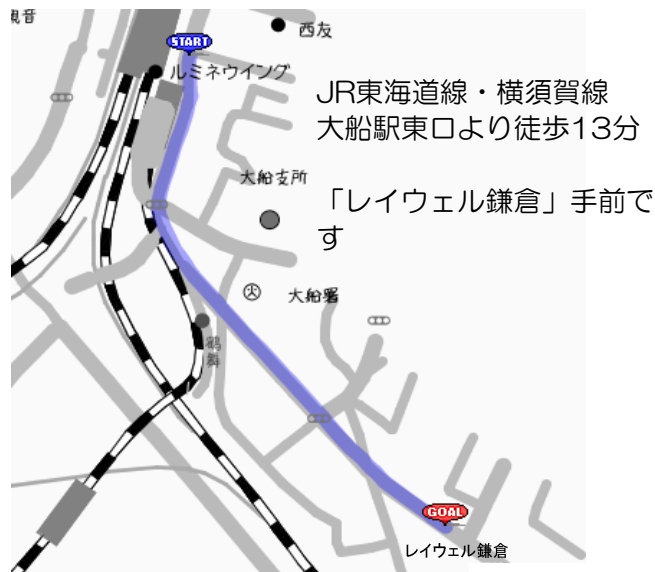 観音
START
西友
ルミネウイング
JR東海道線・横須賀線
大船駅東口より徒歩13分
大船支所
「レイウェル鎌倉」手前で
す
大船署
鶴舞
GOAL
レイウェル鎌倉